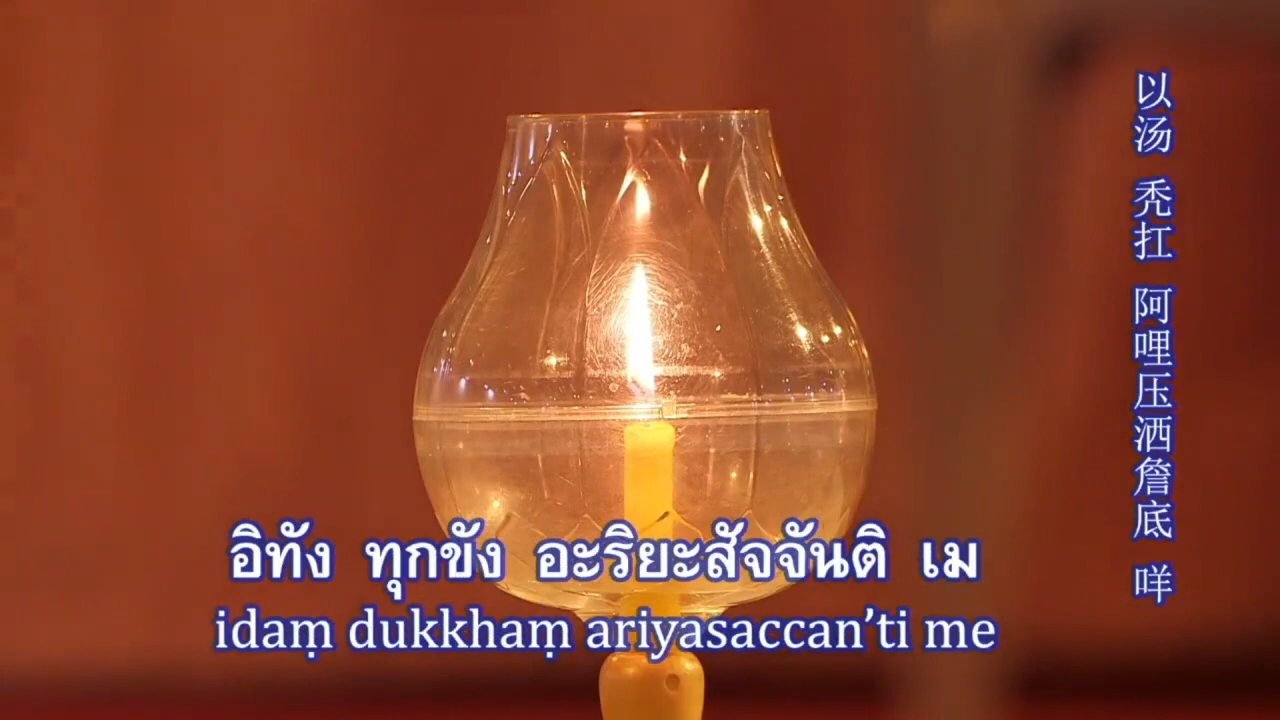 以汤 秃扛 阿哩压洒詹底 咩
อิทัง ทุกขัง อะริยะสัจจันติ เม
idaṃ dukkhaṃ ariyasaccan’ti me